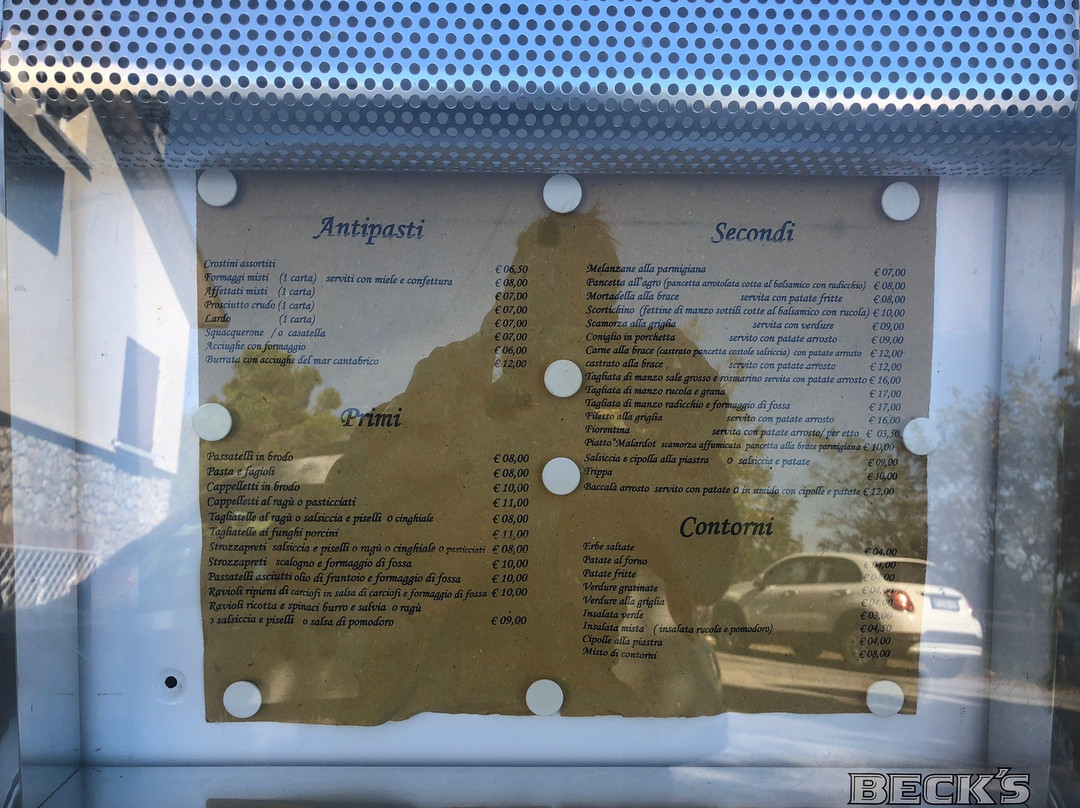 Antipasti
Crostini assortiti € 06,50
Formaggi misti (1 carta) serviti con miele e confettura € 08,00
Affettati misti (1 carta) € 07,00
Prosciutto crudo (1 carta) € 07,00
Lardo (1 carta) € 07,00
Squacquerone / o casatella € 07,00
Acciughe con formaggio € 06,00
Burrata con acciughe del mar cantabrico € 12,00
Primi
Passatelli in brodo € 08,00
Pasta e fagioli € 08,00
Cappelletti in brodo € 10,00
Cappelletti al ragù o pasticciati € 11,00
Tagliatelle al ragù o salsiccia e piselli o cinghiale € 08,00
Tagliatelle ai funghi porcini € 11,00
Strozzapreti salsiccia e piselli o ragù o cinghiale o pasticciati € 08,00
Strozzapreti scalogno e formaggio di fossa € 10,00
Passatelli asciutti olio di frantoio e formaggio di fossa € 10,00
Ravioli ripieni di carciofi in salsa di carciofi e formaggio di fossa € 10,00
Ravioli ricotta e spinaci burro e salvia o ragù
o salsiccia e piselli o salsa di pomodoro € 09,00
Secondi
Melanzane alla parmigiana € 07,00
Pancetta all'agro (pancetta arrotolata cotta al balsamico con radicchio) € 08,00
Mortadella alla brace servita con patate fritte € 08,00
Scortichino (fettine di manzo sottili cotte al balsamico con rucola) € 10,00
Scamorza alla griglia servita con verdure € 09,00
Coniglio in porchetta servito con patate arrosto € 09,00
Carne alla brace (castrato pancetta costole salsiccia) con patate arrosto € 12,00
castrato alla brace servito con patate arrosto € 12,00
Tagliata di manzo sale grosso e rosmarino servita con patate arrosto € 16,00
Tagliata di manzo rucola e grana € 17,00
Tagliata di manzo radicchio e formaggio di fossa € 17,00
Filetto alla griglia servito con patate arrosto € 16,00
Fiorentina servita con patate arrosto/ per etto € 03,50
Piatto"Malardot scamorza affumicata pancetta alla brace parmigiana € 10,00
Salsiccia e cipolla alla piastra o salsiccia e patate € 09,00
Trippa € 10,00
Baccalà arrosto servito con patate o in umido con cipolle e patate € 12,00
Contorni
Erbe saltate € 04,00
Patate al forno € 04,00
Patate fritte € 04,00
Verdure gratinate € 04,00
Verdure alla griglia € 04,00
Insalata verde € 03,00
Insalata mista (insalata rucola e pomodoro) € 04,50
Cipolle alla piastra € 04,00
Misto di contorni € 08,00
BECK'S